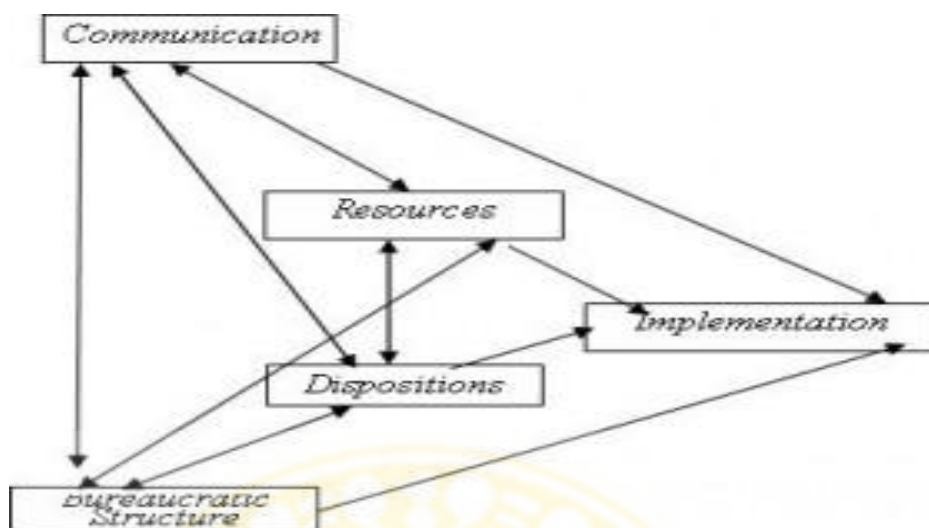 Communication
Resources
Implementation
Dispositions
Bureaucratic
Structure